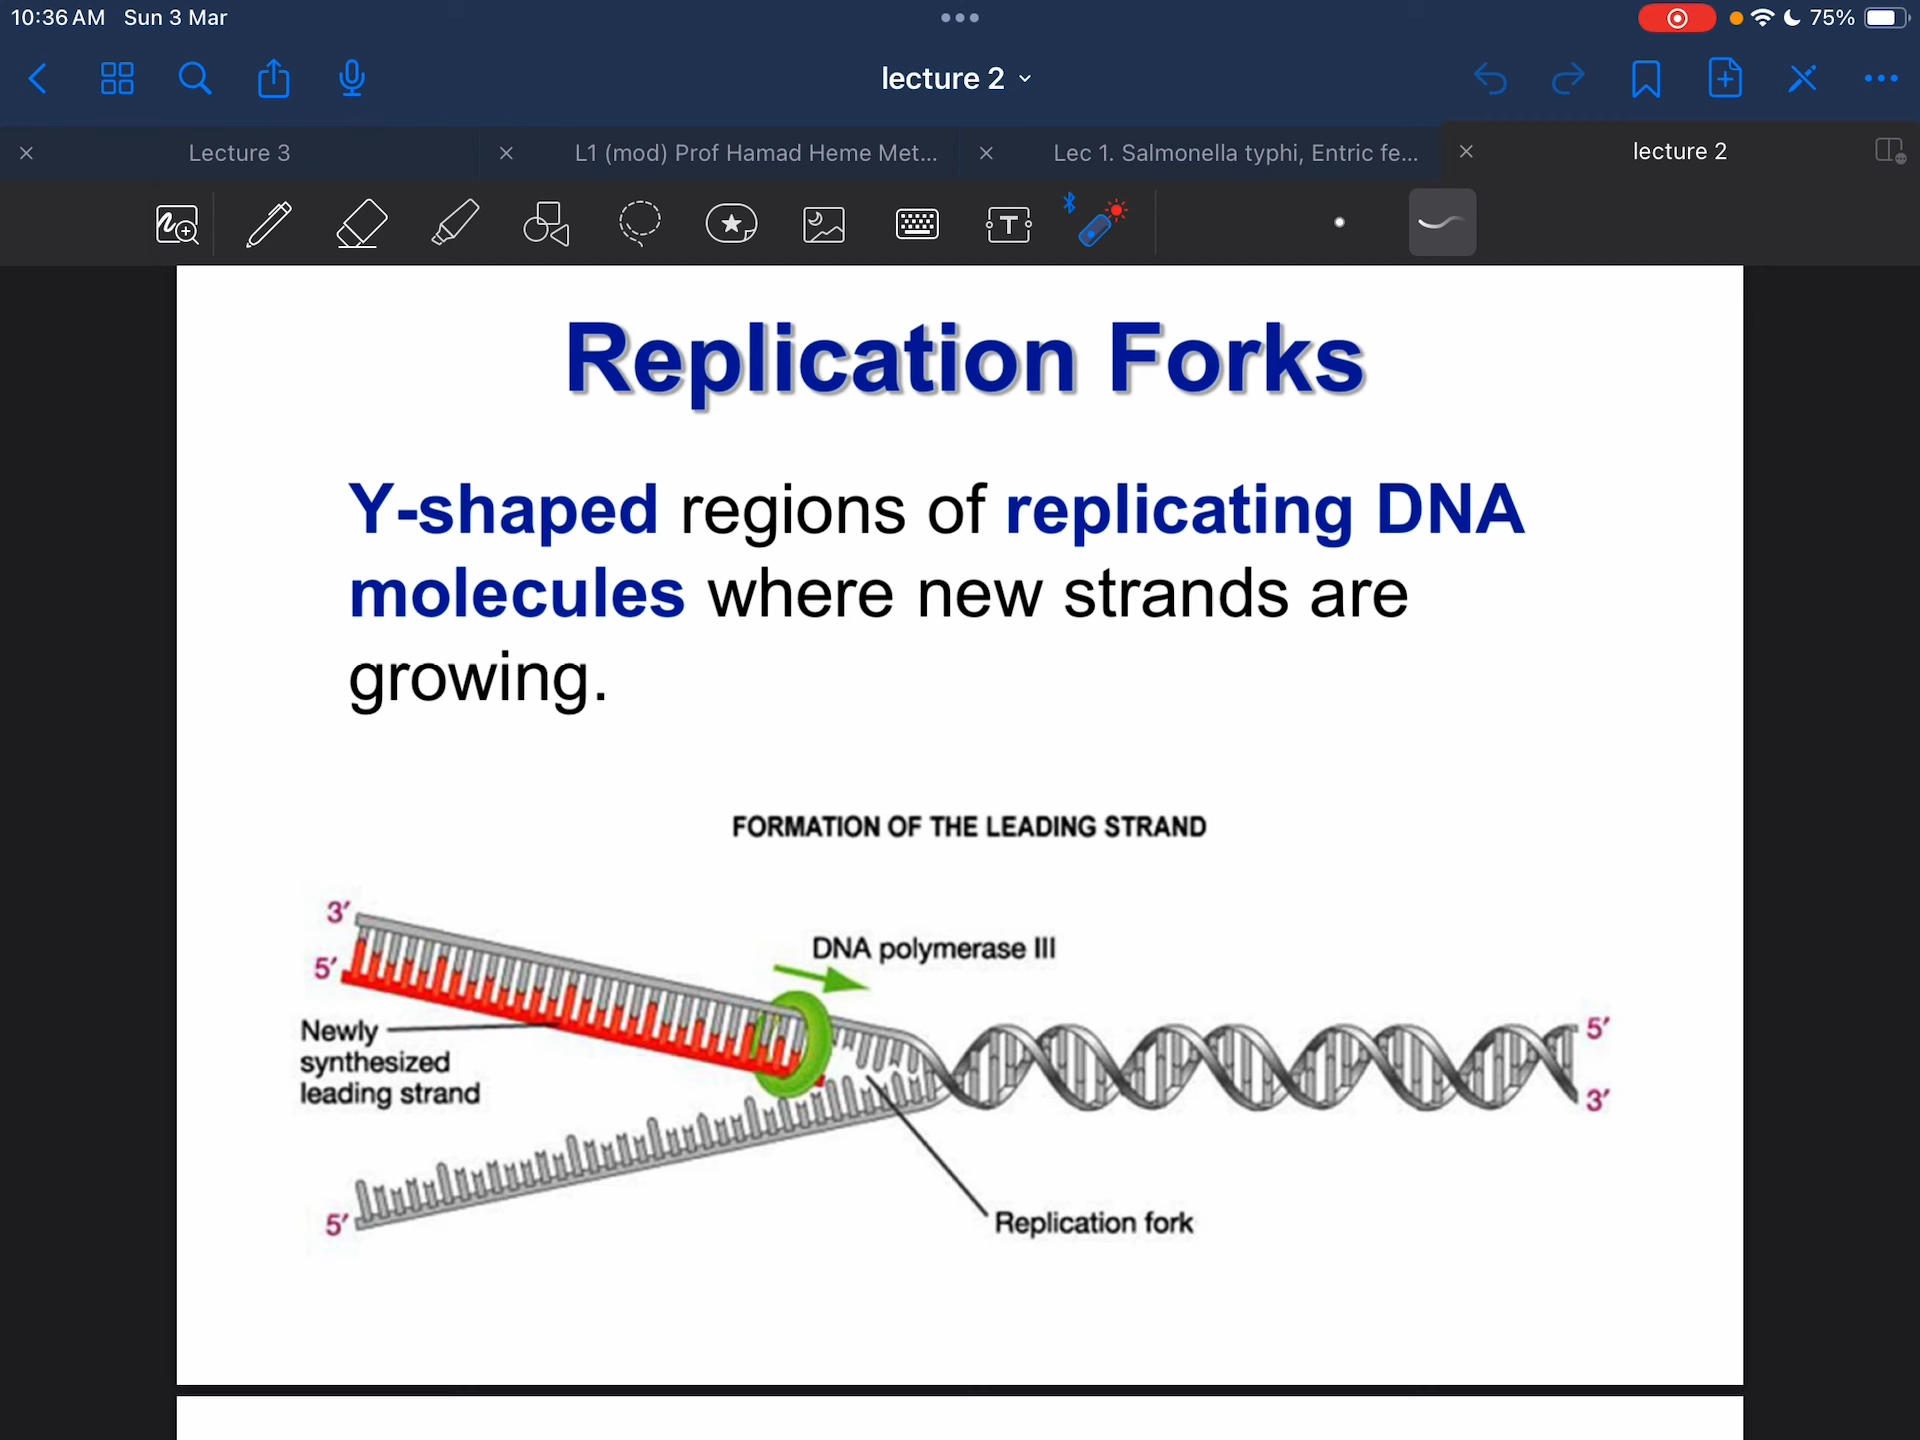 10:36 AM Sun 3 Mar
75%
lecture 2
Lecture 3
L1 (mod) Prof Hamad Heme Met...
Lec 1. Salmonella typhi, Entric fe...
lecture 2
T
Replication Forks
Y-shaped regions of replicating DNA
molecules where new strands are
growing.
FORMATION OF THE LEADING STRAND
3′
DNA polymerase III
5′
5′
Newly
synthesized
leading strand
3′
5′
Replication fork